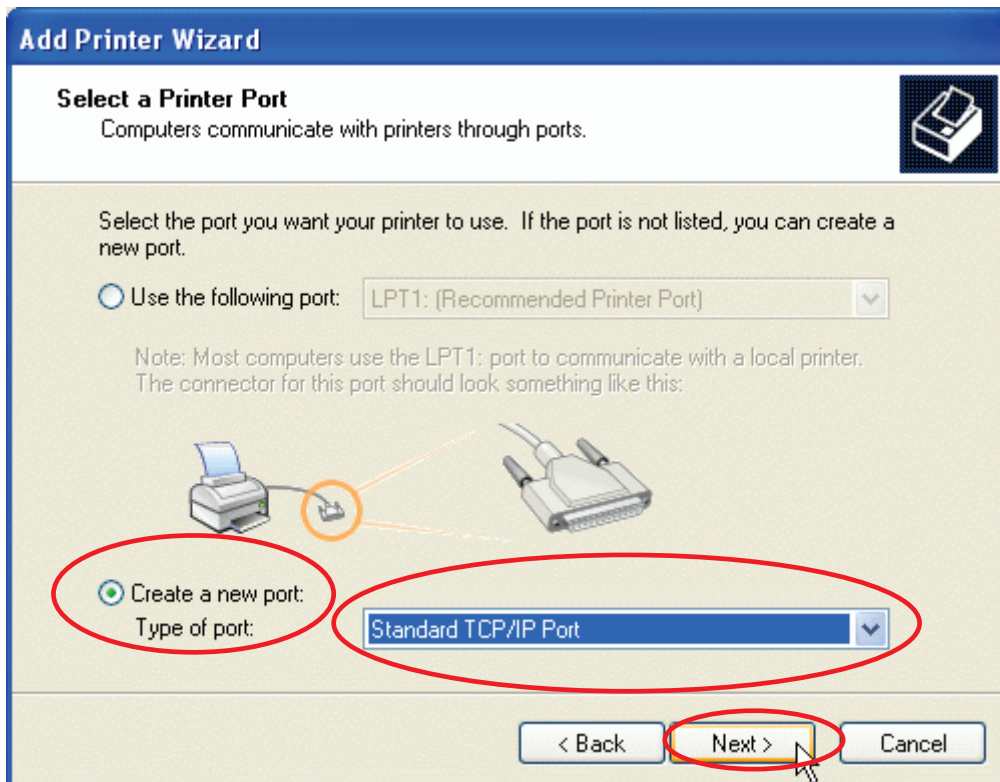 Add Printer Wizard
Select a Printer Port
Computers communicate with printers through ports.
Select the port you want your printer to use.  If the port is not listed, you can create a
new port.
Use the following port: LPT1: (Recommended Printer Port)
Note: Most computers use the LPT1: port to communicate with a local printer.
The connector for this port should look something like this:
Create a new port:
Type of port: Standard TCP/IP Port
< Back Next > Cancel